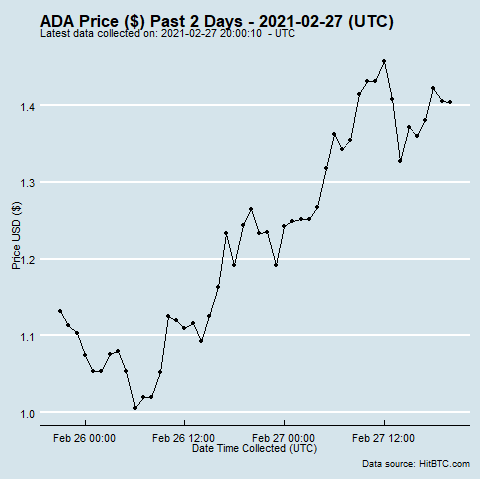 ADA Price ($) Past 2 Days - 2021-02-27 (UTC)
Latest data collected on: 2021-02-27 20:00:10  - UTC
1.4
1.3
1.2
1.1
1.0
Price USD ($)
Feb 26 00:00 Feb 26 12:00 Feb 27 00:00 Feb 27 12:00
Date Time Collected (UTC)
Data source: HitBTC.com